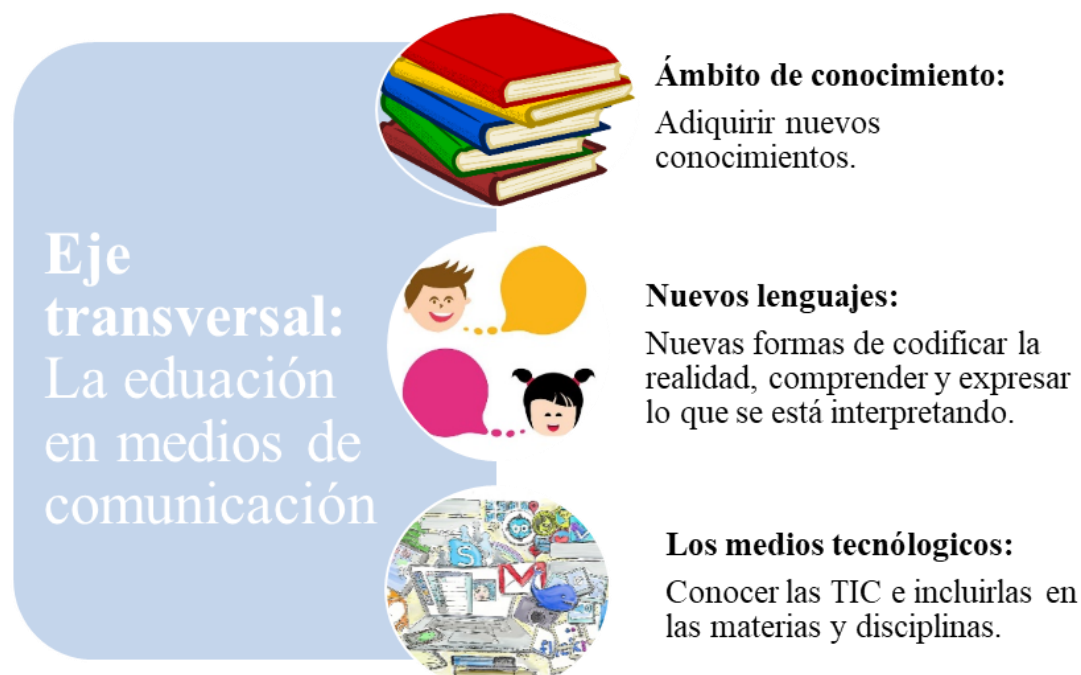 Eje
transversal:
La eduación
en medios de
comunicación
Ámbito de conocimiento:
Adiquirir nuevos
conocimientos.
Nuevos lenguajes:
Nuevas formas de codificar la
realidad, comprender y expresar
lo que se está interpretando.
Los medios tecnólogicos:
Conocer las TIC e incluirlas en
las materias y disciplinas.